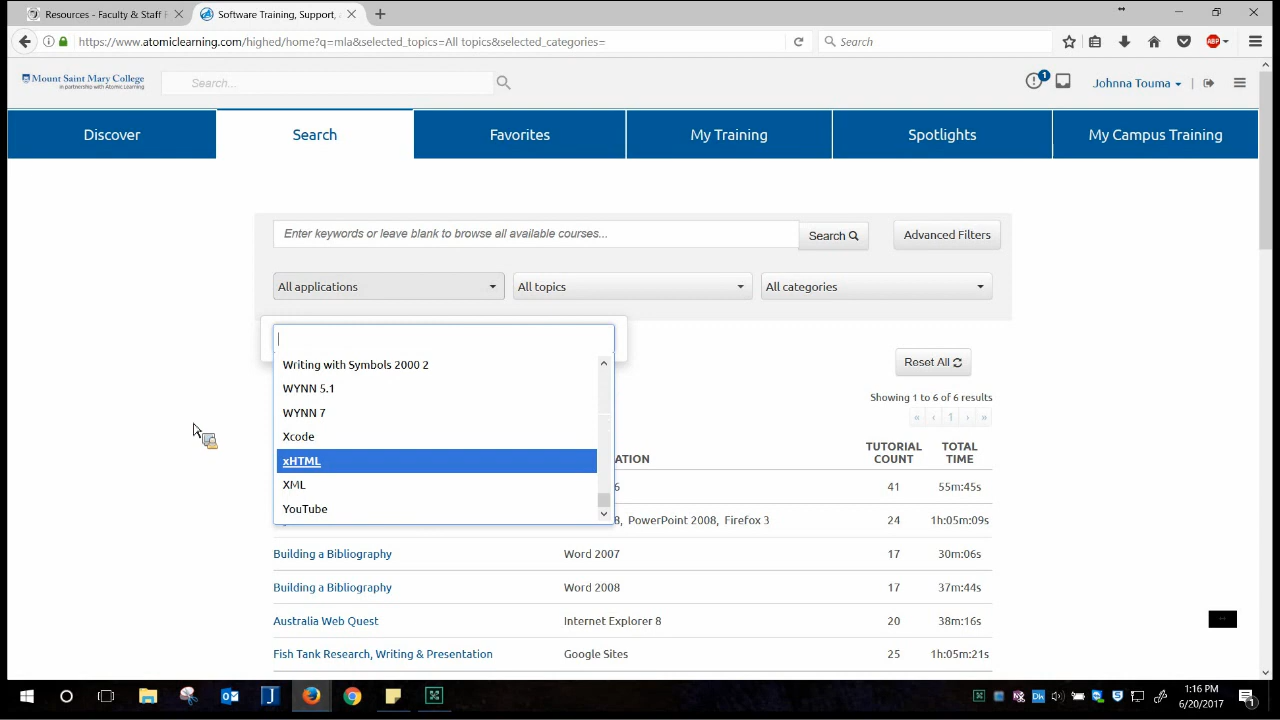 Resources - Faculty & Staff
Software Training, Support,
https://www.atomiclearning.com/highed/home?q=mla&selected_topics=All topics&selected_categories=
Search
ABP
Mount Saint Mary College
in partnership with Atomic Learning
Search...
1
Johnna Touma
Discover
Search
Favorites
My Training
Spotlights
My Campus Training
Enter keywords or leave blank to browse all available courses...
Search
Advanced Filters
All applications
All topics
All categories
Writing with Symbols 2000 2
WYNN 5.1
WYNN 7
Xcode
xHTML
XML
YouTube
Reset All
Showing 1 to 6 of 6 results
« ‹ 1 › »
ATION
TUTORIAL COUNT
TOTAL TIME
6 41 55m:45s
8, PowerPoint 2008, Firefox 3 24 1h:05m:09s
Building a Bibliography Word 2007 17 30m:06s
Building a Bibliography Word 2008 17 37m:44s
Australia Web Quest Internet Explorer 8 20 38m:16s
Fish Tank Research, Writing & Presentation Google Sites 25 1h:05m:21s
1:16 PM
6/20/2017
1